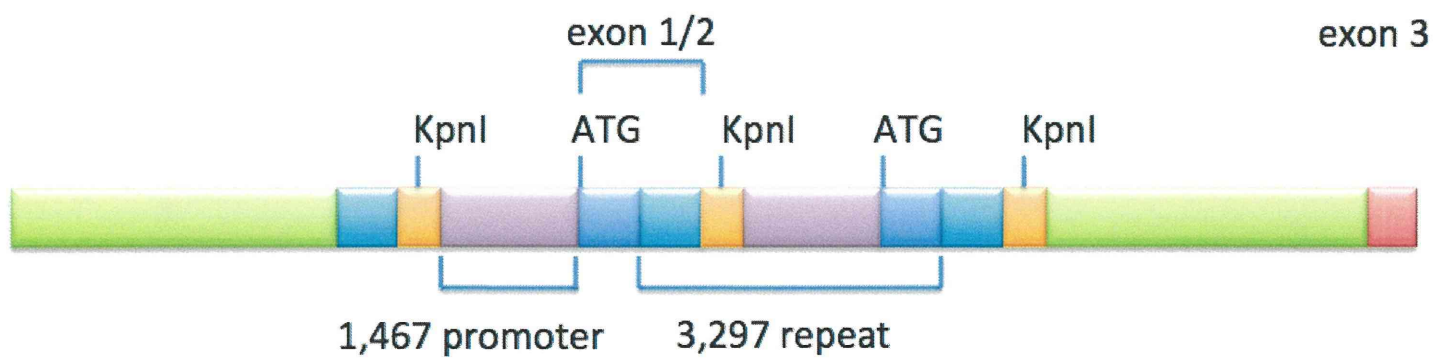 exon 1/2 exon 3
KpnI ATG KpnI ATG KpnI
1,467 promoter 3,297 repeat